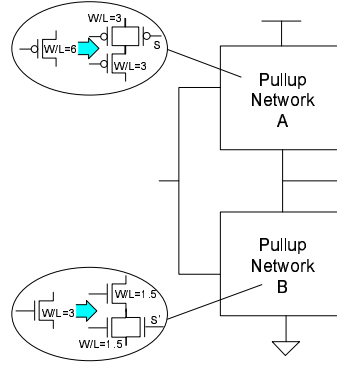 W/L=3
W/L=6
S
W/L=3
Pullup
Network
A
Pullup
Network
B
W/L=1.5
W/L=3
S'
W/L=1.5